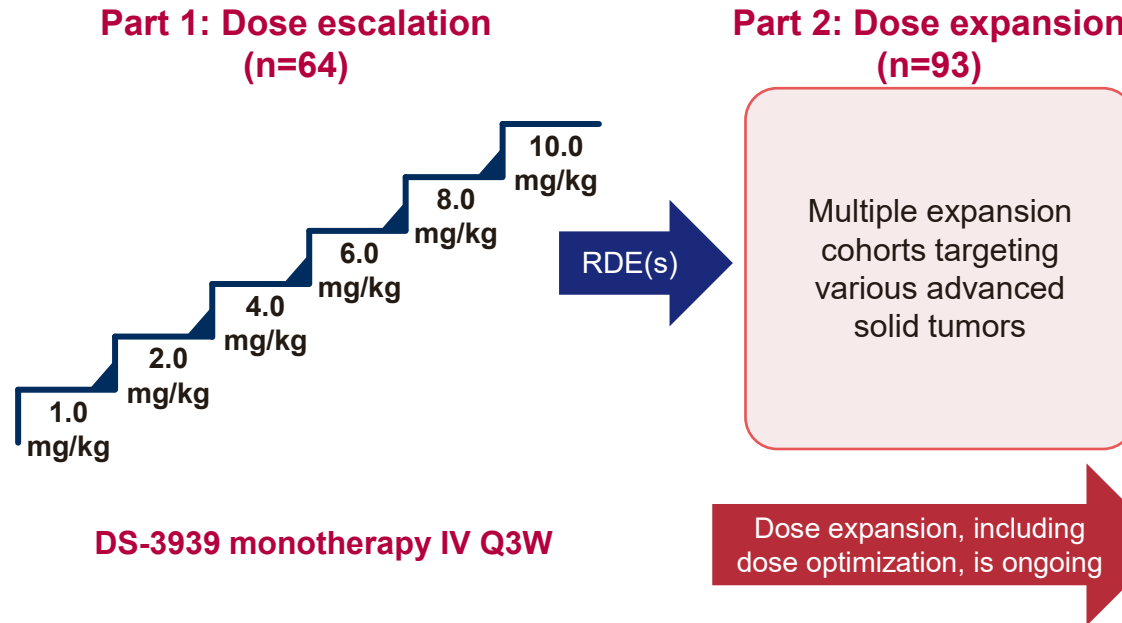 Part 1: Dose escalation
(n=64)
1.0
mg/kg
2.0
mg/kg
4.0
mg/kg
6.0
mg/kg
8.0
mg/kg
10.0
mg/kg
DS-3939 monotherapy IV Q3W
RDE(s)
Part 2: Dose expansion
(n=93)
Multiple expansion
cohorts targeting
various advanced
solid tumors
Dose expansion, including
dose optimization, is ongoing